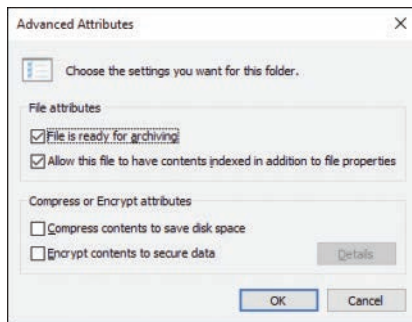 Advanced Attributes
Choose the settings you want for this folder.
File attributes
File is ready for archiving
Allow this file to have contents indexed in addition to file properties
Compress or Encrypt attributes
Compress contents to save disk space
Encrypt contents to secure data
Details
OK
Cancel